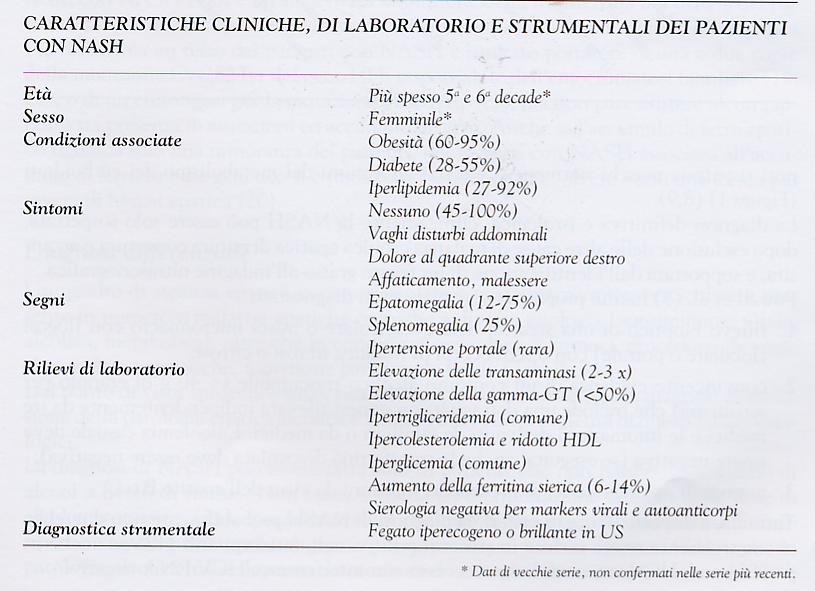 CARATTERISTICHE CLINICHE, DI LABORATORIO E STRUMENTALI DEI PAZIENTI
CON NASH
Età Più spesso 5ª e 6ª decade*
Sesso Femminile*
Condizioni associate Obesità (60-95%)
Diabete (28-55%)
Iperlipidemia (27-92%)
Sintomi Nessuno (45-100%)
Vaghi disturbi addominali
Dolore al quadrante superiore destro
Affaticamento, malessere
Segni Epatomegalia (12-75%)
Splenomegalia (25%)
Ipertensione portale (rara)
Rilievi di laboratorio Elevazione delle transaminasi (2-3 x)
Elevazione della gamma-GT (<50%)
Ipertrigliceridemia (comune)
Ipercolesterolemia e ridotto HDL
Iperglicemia (comune)
Aumento della ferritina sierica (6-14%)
Sierologia negativa per markers virali e autoanticorpi
Diagnostica strumentale Fegato iperecogeno o brillante in US
* Dati di vecchie serie, non confermati nelle serie più recenti.